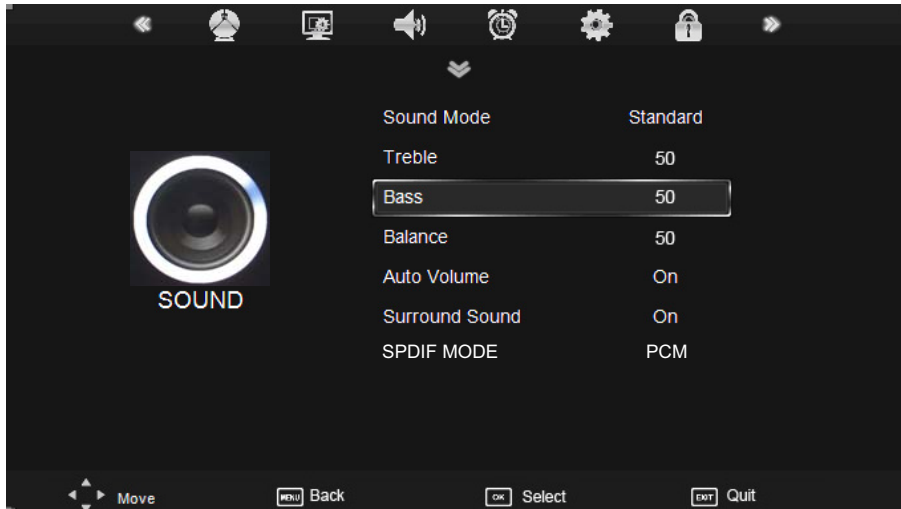 Sound Mode Standard
Treble 50
Bass 50
Balance 50
Auto Volume On
Surround Sound On
SPDIF MODE PCM
SOUND
Move MENU Back OK Select EXIT Quit